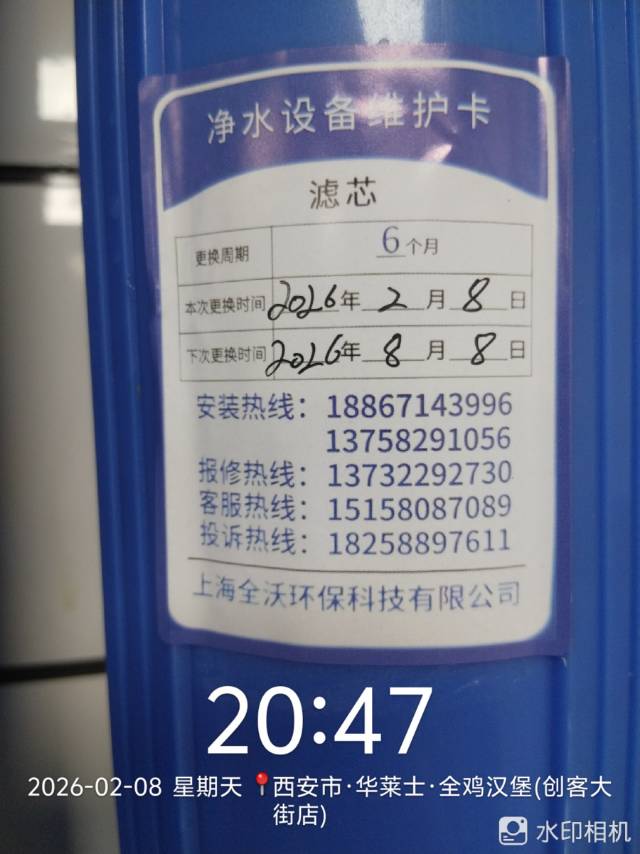 净水设备维护卡
滤芯
更换周期 6个月
本次更换时间 2026年2月8日
下次更换时间 2026年8月8日
安装热线：18867143996
13758291056
报修热线：13732292730
客服热线：15158087089
投诉热线：18258897611
上海全沃环保科技有限公司
20:47
2026-02-08 星期天 📍西安市·华莱士·全鸡汉堡(创客大
街店)
水印相机